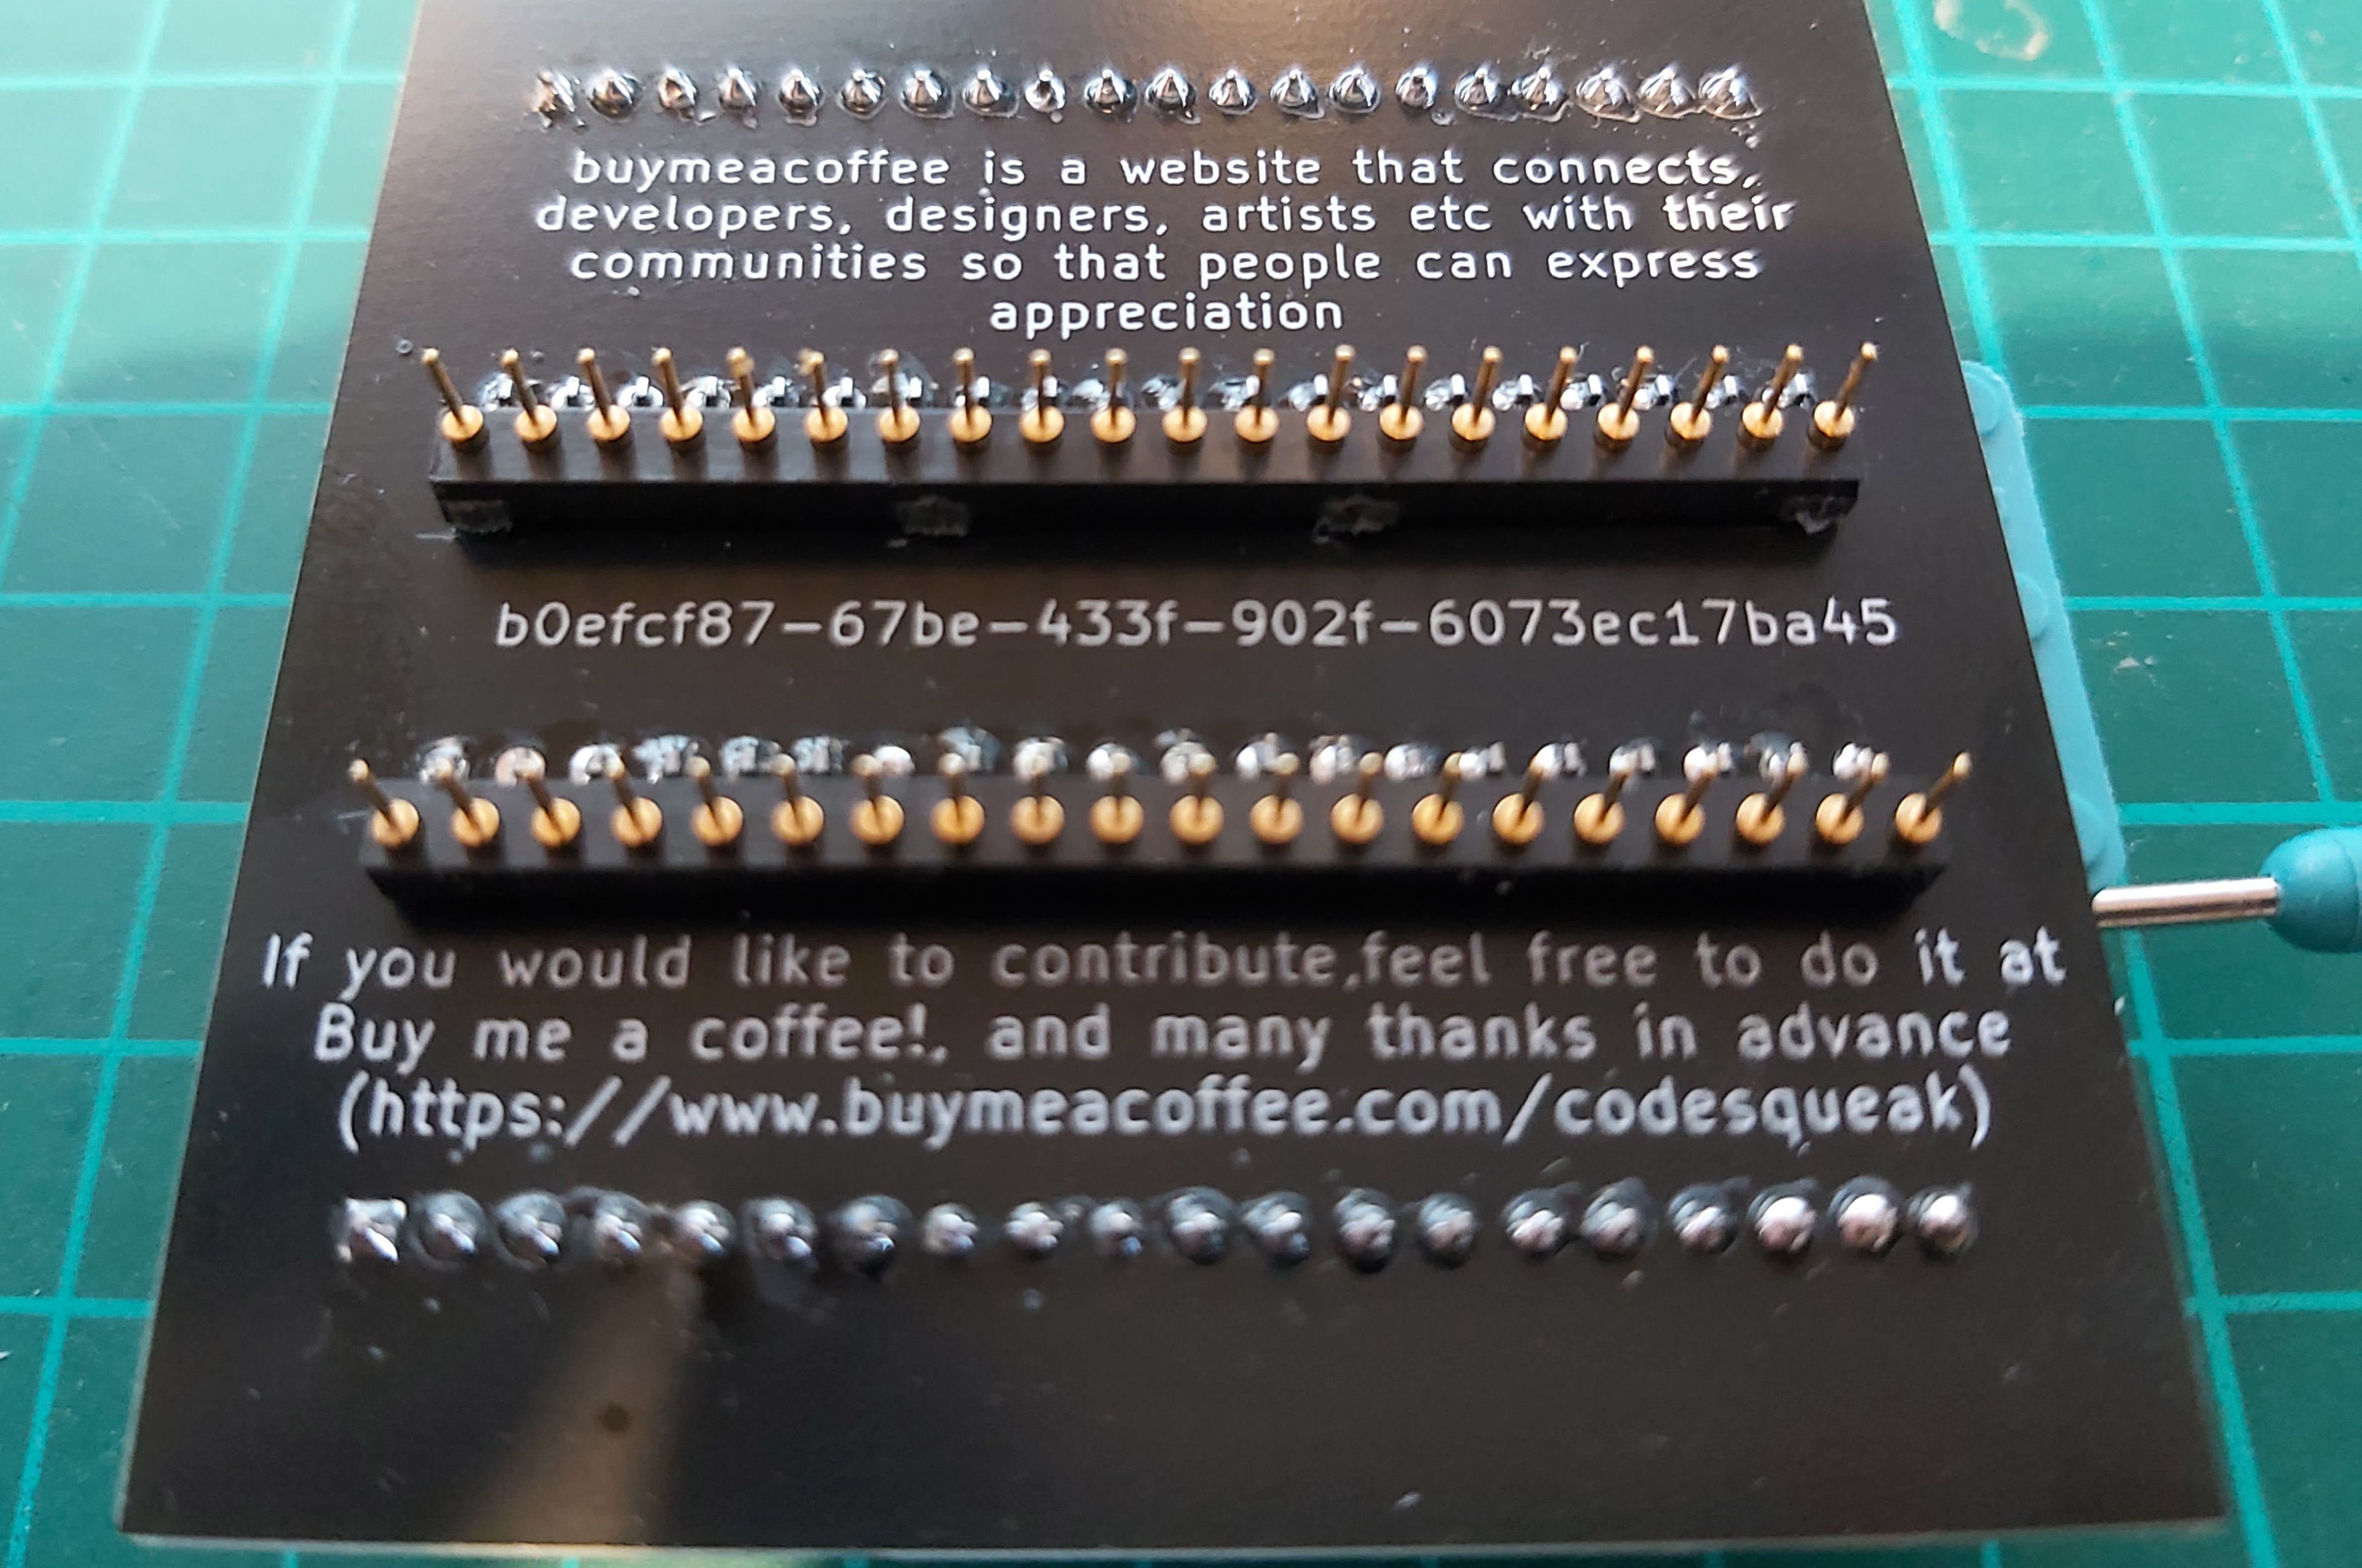 buymeacoffee is a website that connects,
developers, designers, artists etc with their
communities so that people can express
appreciation
b0efcf87-67be-433f-902f-6073ec17ba45
If you would like to contribute,feel free to do it at
Buy me a coffee!, and many thanks in advance
(https://www.buymeacoffee.com/codesqueak)